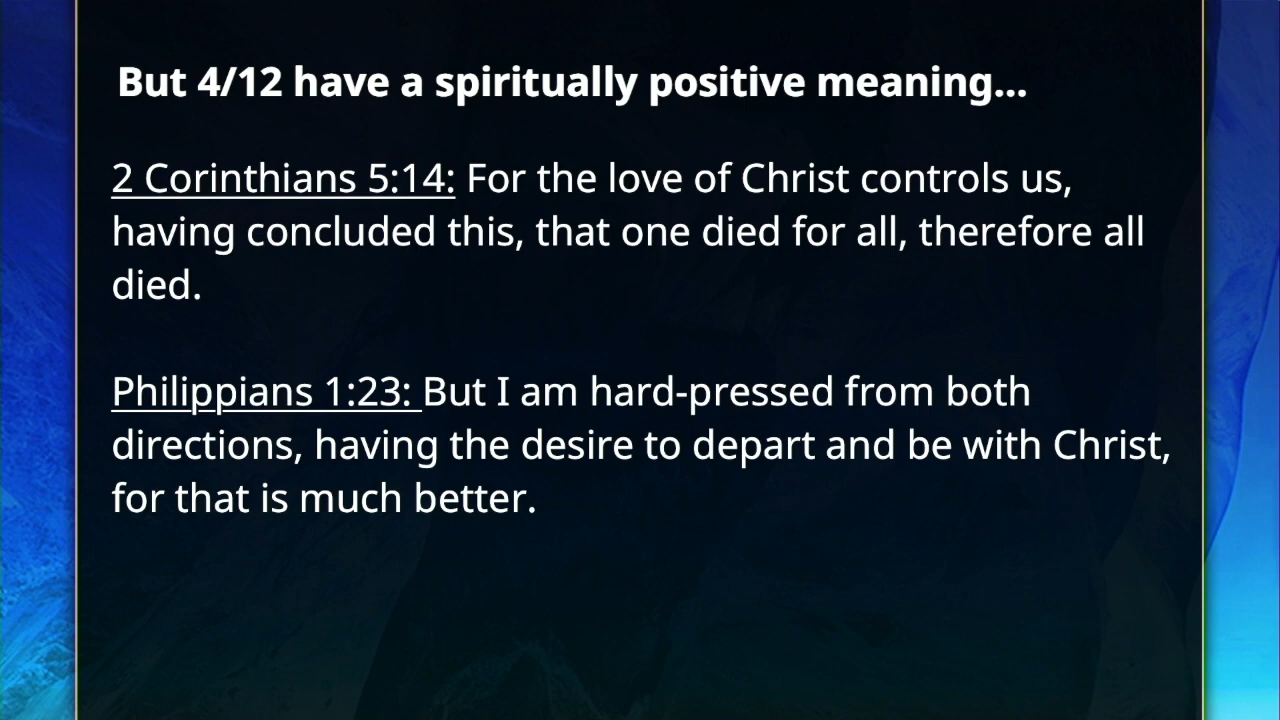 But 4/12 have a spiritually positive meaning...
2 Corinthians 5:14: For the love of Christ controls us,
having concluded this, that one died for all, therefore all
died.
Philippians 1:23: But I am hard-pressed from both
directions, having the desire to depart and be with Christ,
for that is much better.